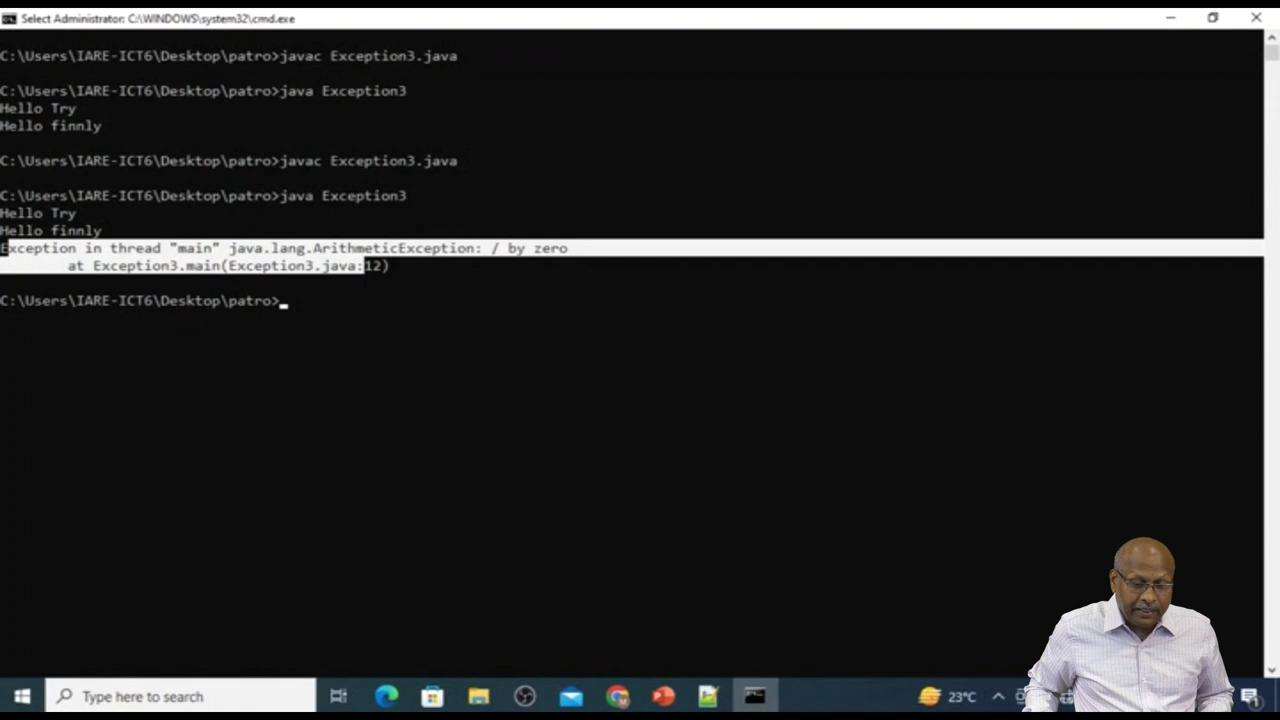 Select Administrator: C:\WINDOWS\system32\cmd.exe
C:\Users\IARE-ICT6\Desktop\patro>javac Exception3.java
C:\Users\IARE-ICT6\Desktop\patro>java Exception3
Hello Try
Hello finnly
C:\Users\IARE-ICT6\Desktop\patro>javac Exception3.java
C:\Users\IARE-ICT6\Desktop\patro>java Exception3
Hello Try
Hello finnly
Exception in thread "main" java.lang.ArithmeticException: / by zero
at Exception3.main(Exception3.java:12)
C:\Users\IARE-ICT6\Desktop\patro>
Type here to search
23°C